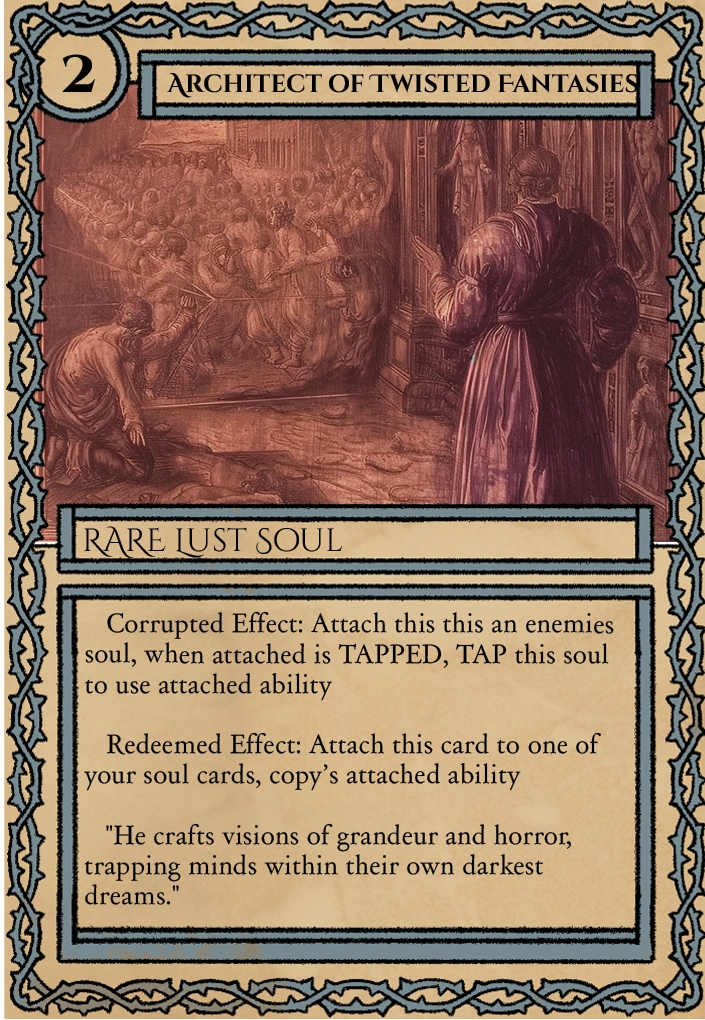 2
Architect of Twisted Fantasies
Rare Lust Soul
Corrupted Effect: Attach this this an enemies
soul, when attached is TAPPED, TAP this soul
to use attached ability
Redeemed Effect: Attach this card to one of
your soul cards, copy's attached ability
"He crafts visions of grandeur and horror,
trapping minds within their own darkest
dreams."